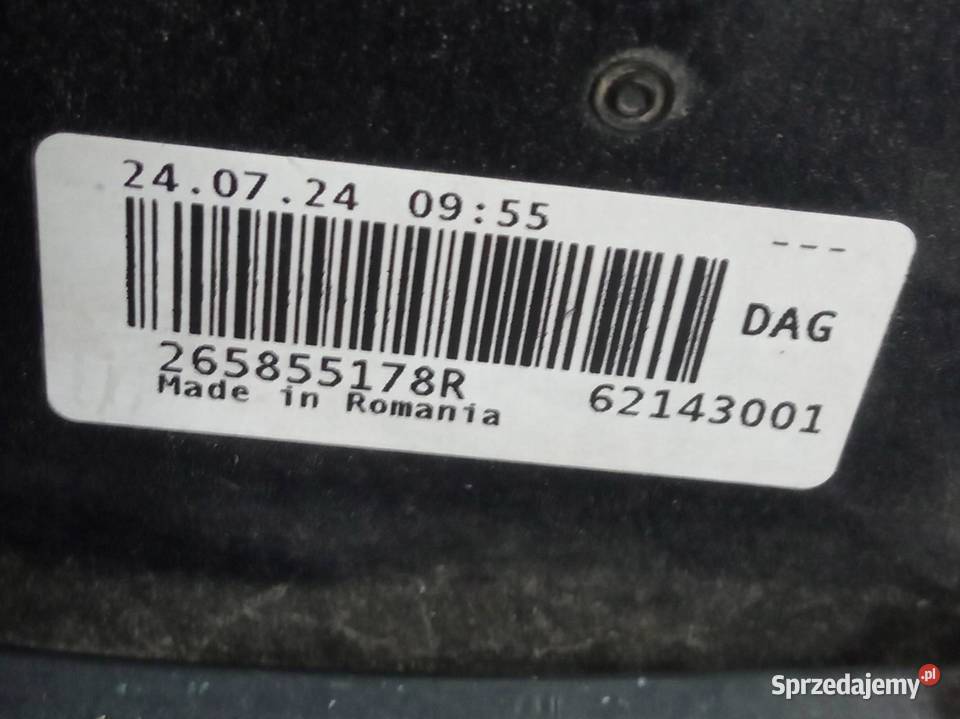 24.07.24 09:55
---
DAG
265855178R
62143001
Made in Romania
Sprzedajemy.pl